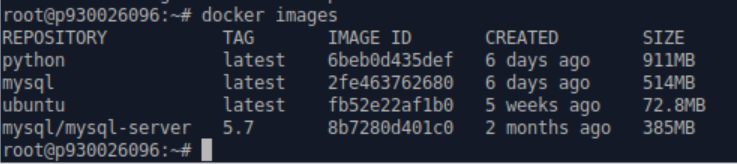 root@p930026096:~# docker images
REPOSITORY TAG IMAGE ID CREATED SIZE
python latest 6beb0d435def 6 days ago 911MB
mysql latest 2fe463762680 6 days ago 514MB
ubuntu latest fb52e22af1b0 5 weeks ago 72.8MB
mysql/mysql-server 5.7 8b7280d401c0 2 months ago 385MB
root@p930026096:~#